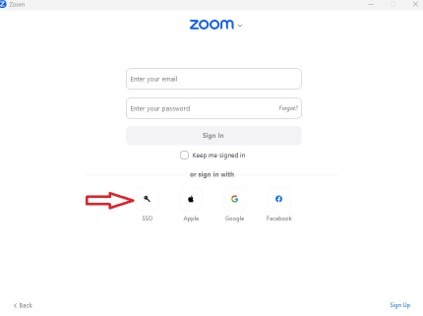 Zoom
zoom
Enter your email
Enter your password Forgot?
Sign In
Keep me signed in
or sign in with
SSO Apple Google Facebook
Back Sign Up